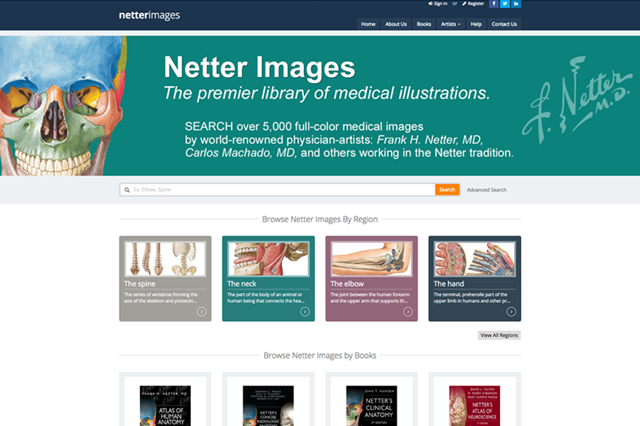 Sign In or Register
netterimages
Home About Us Books Artists Help Contact Us
Netter Images
The premier library of medical illustrations.
SEARCH over 5,000 full-color medical images
by world-renowned physician-artists: Frank H. Netter, MD,
Carlos Machado, MD, and others working in the Netter tradition.
F. Netter
M.D.
Ex. Elbow, Spine
Search
Advanced Search
Browse Netter Images By Region
The spine
The series of vertebrae forming the
axis of the skeleton and protectin...
The neck
The part of the body of an animal or
human being that connects the hea...
The elbow
The joint between the human forearm
and the upper arm that supports th...
The hand
The terminal, prehensile part of the
upper limb in humans and other pr...
View All Regions
Browse Netter Images by Books
FRANK H. NETTER, MD
ATLAS OF
HUMAN
ANATOMY
NETTER'S
CONCISE
RADIOLOGIC
ANATOMY
JOHN T. HANSEN
NETTER'S
CLINICAL
ANATOMY
NETTER'S
ATLAS OF
NEUROSCIENCE